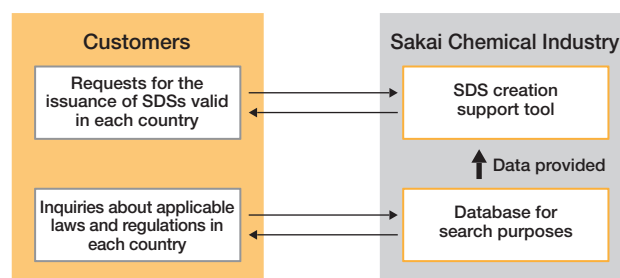 Customers
Requests for the
issuance of SDSs valid
in each country
Inquiries about applicable
laws and regulations in
each country
Sakai Chemical Industry
SDS creation
support tool
Data provided
Database for
search purposes